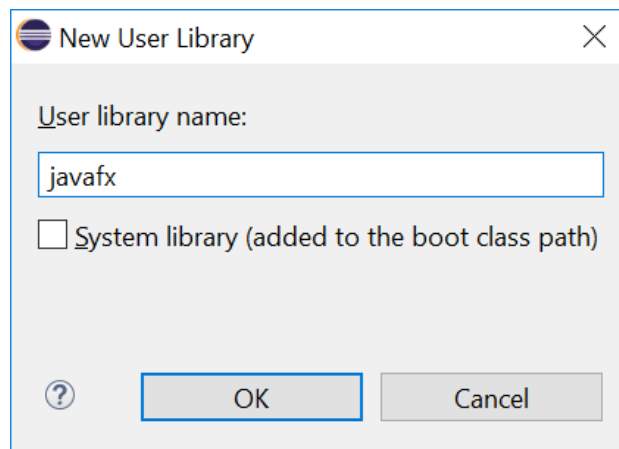 New User Library
User library name:
javafx
System library (added to the boot class path)
?
OK
Cancel